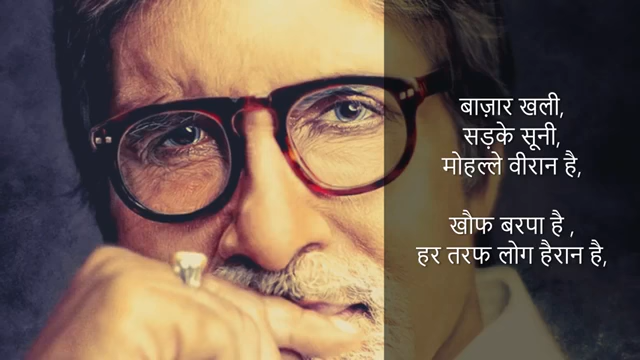 बाज़ार खली,
सड़के सूनी,
मोहल्ले वीरान है,
खौफ बरपा है ,
हर तरफ लोग हैरान है,